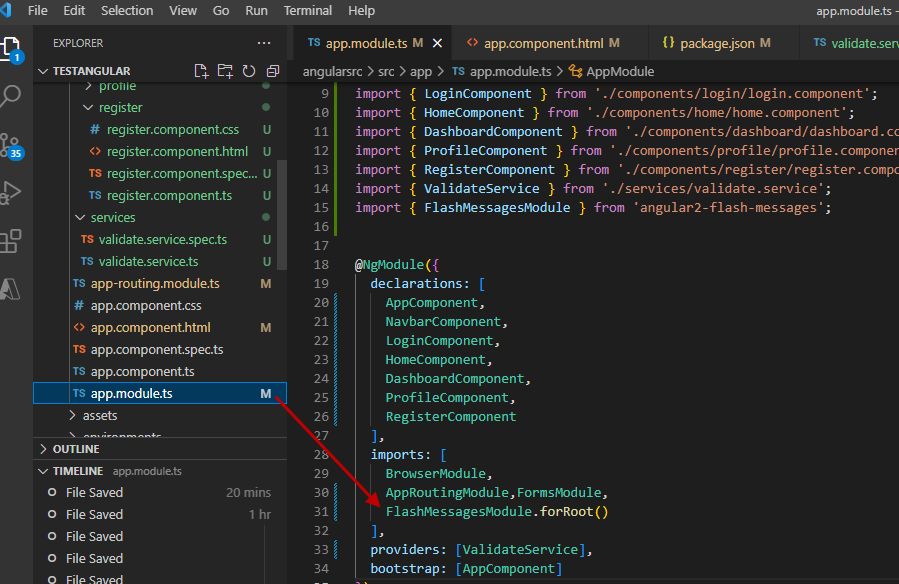 File Edit Selection View Go Run Terminal Help app.module.ts -
EXPLORER ...
TS app.module.ts M <> app.component.html M {} package.json M TS validate.serv
TESTANGULAR
angularsrc > src > app > TS app.module.ts > AppModule
1
35
profile
register
# register.component.css U
<> register.component.html U
TS register.component.spec... U
TS register.component.ts U
services
TS validate.service.spec.ts U
TS validate.service.ts U
TS app-routing.module.ts M
# app.component.css
<> app.component.html M
TS app.component.spec.ts
TS app.component.ts
TS app.module.ts M
assets
environments
OUTLINE
TIMELINE app.module.ts
File Saved 20 mins
File Saved 1 hr
File Saved
File Saved
File Saved
9 import { LoginComponent } from './components/login/login.component';
10 import { HomeComponent } from './components/home/home.component';
11 import { DashboardComponent } from './components/dashboard/dashboard.co
12 import { ProfileComponent } from './components/profile/profile.componen
13 import { RegisterComponent } from './components/register/register.comp
14 import { ValidateService } from './services/validate.service';
15 import { FlashMessagesModule } from 'angular2-flash-messages';
16
17
18 @NgModule({
19 declarations: [
20 AppComponent,
21 NavbarComponent,
22 LoginComponent,
23 HomeComponent,
24 DashboardComponent,
25 ProfileComponent,
26 RegisterComponent
27 ],
28 imports: [
29 BrowserModule,
30 AppRoutingModule,FormsModule,
31 FlashMessagesModule.forRoot()
32 ],
33 providers: [ValidateService],
34 bootstrap: [AppComponent]